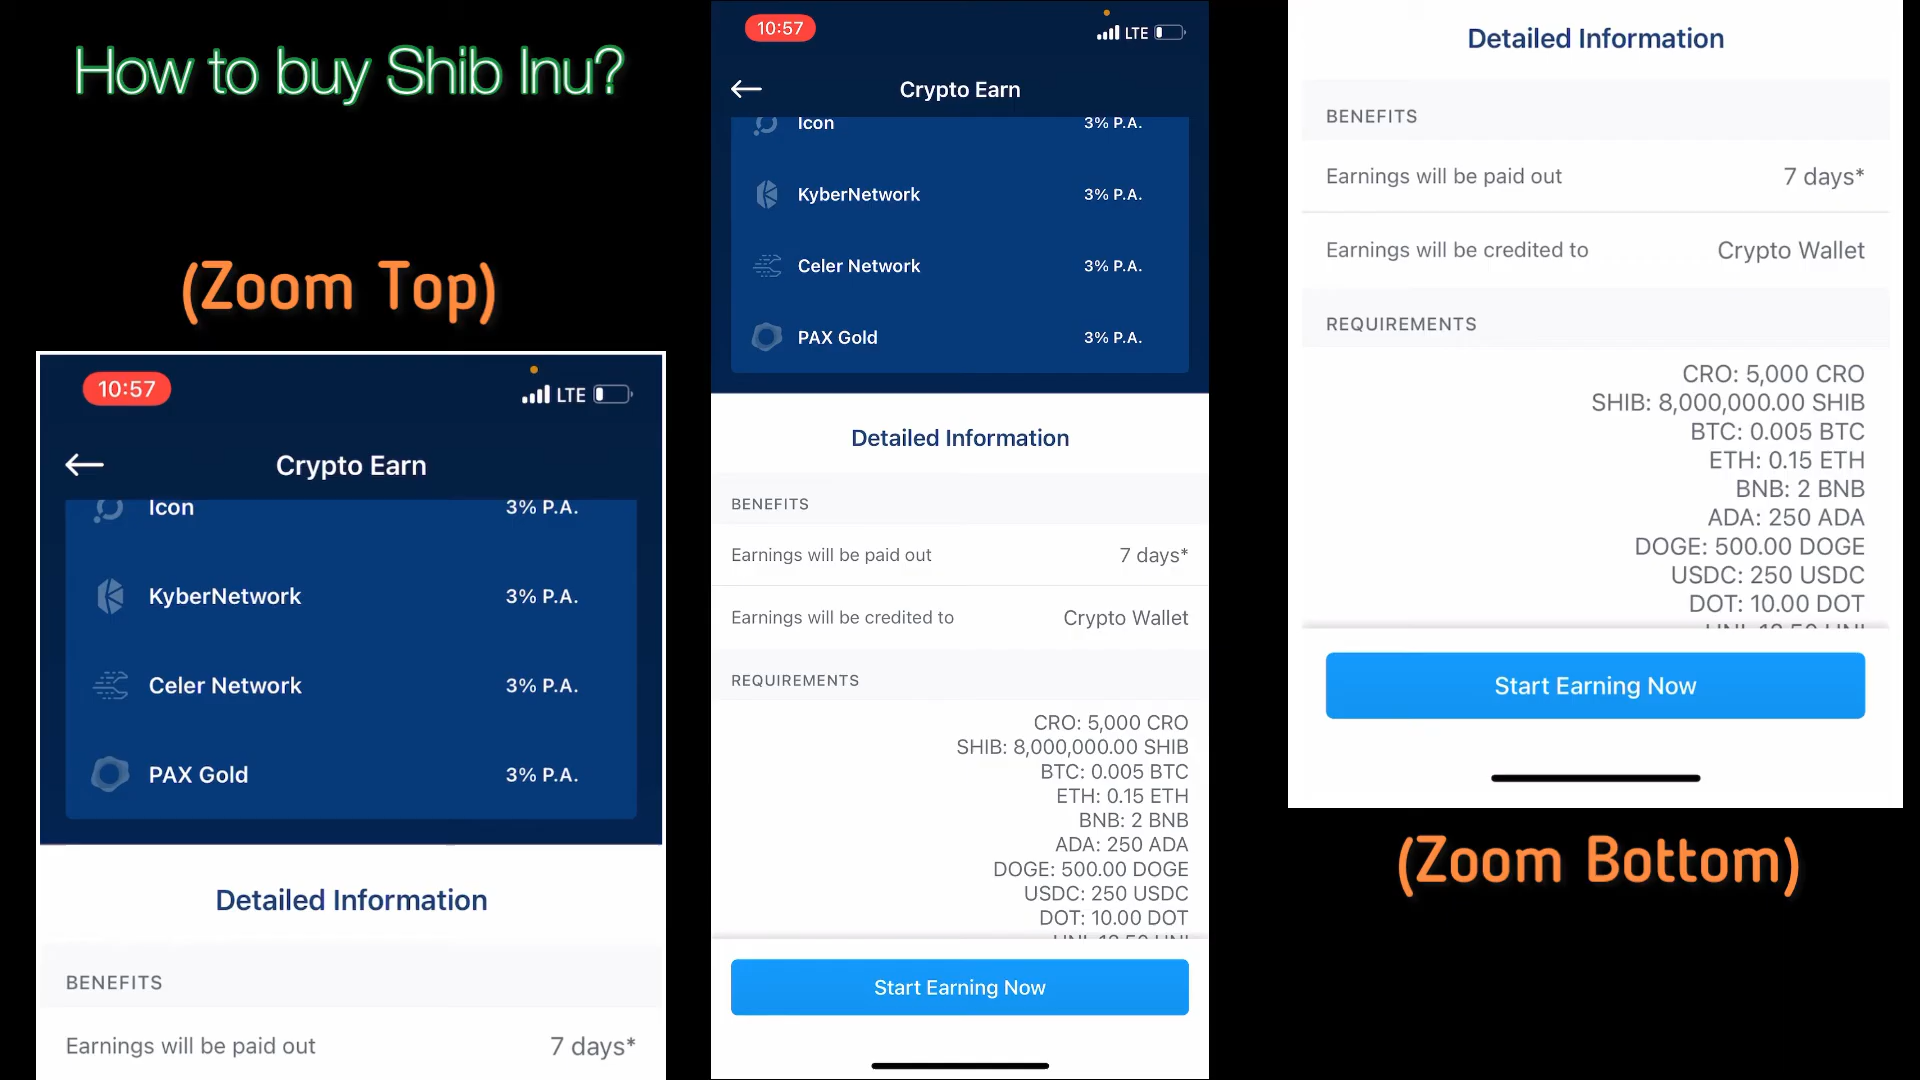 How to buy Shib Inu?
(Zoom Top)
10:57
LTE
Crypto Earn
Icon 3% P.A.
KyberNetwork 3% P.A.
Celer Network 3% P.A.
PAX Gold 3% P.A.
Detailed Information
BENEFITS
Earnings will be paid out 7 days*
10:57
LTE
Crypto Earn
Icon 3% P.A.
KyberNetwork 3% P.A.
Celer Network 3% P.A.
PAX Gold 3% P.A.
Detailed Information
BENEFITS
Earnings will be paid out 7 days*
Earnings will be credited to Crypto Wallet
REQUIREMENTS
CRO: 5,000 CRO
SHIB: 8,000,000.00 SHIB
BTC: 0.005 BTC
ETH: 0.15 ETH
BNB: 2 BNB
ADA: 250 ADA
DOGE: 500.00 DOGE
USDC: 250 USDC
DOT: 10.00 DOT
Start Earning Now
Detailed Information
BENEFITS
Earnings will be paid out 7 days*
Earnings will be credited to Crypto Wallet
REQUIREMENTS
CRO: 5,000 CRO
SHIB: 8,000,000.00 SHIB
BTC: 0.005 BTC
ETH: 0.15 ETH
BNB: 2 BNB
ADA: 250 ADA
DOGE: 500.00 DOGE
USDC: 250 USDC
DOT: 10.00 DOT
Start Earning Now
(Zoom Bottom)